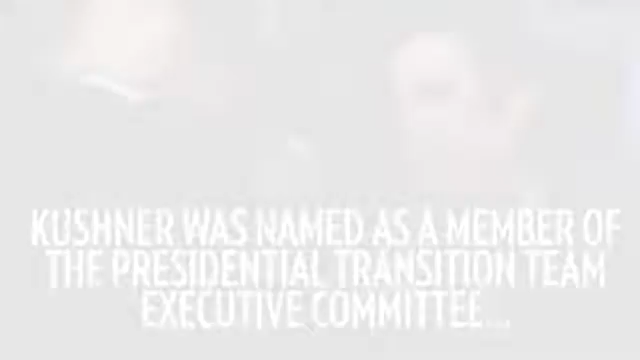 KUSHNER WAS NAMED AS A MEMBER OF
THE PRESIDENTIAL TRANSITION TEAM
EXECUTIVE COMMITTEE...